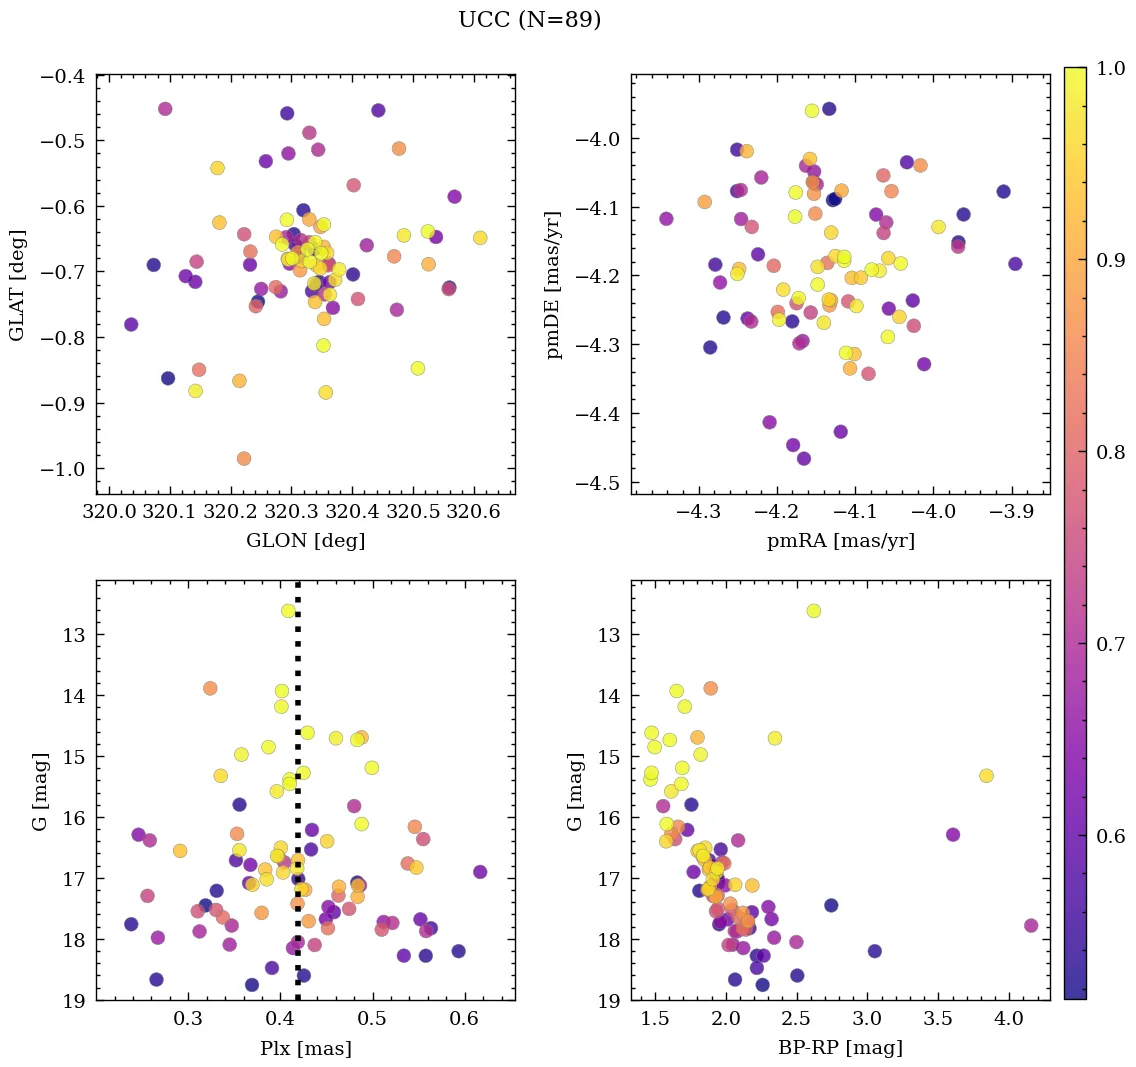 UCC (N=89)
−0.4
−0.5
−0.6
−0.7
−0.8
−0.9
−1.0
GLAT [deg]
320.0 320.1 320.2 320.3 320.4 320.5 320.6
GLON [deg]
−4.0
−4.1
−4.2
−4.3
−4.4
−4.5
pmDE [mas/yr]
−4.3 −4.2 −4.1 −4.0 −3.9
pmRA [mas/yr]
13
14
15
16
17
18
19
G [mag]
0.3 0.4 0.5 0.6
Plx [mas]
13
14
15
16
17
18
19
G [mag]
1.5 2.0 2.5 3.0 3.5 4.0
BP-RP [mag]
1.0
0.9
0.8
0.7
0.6